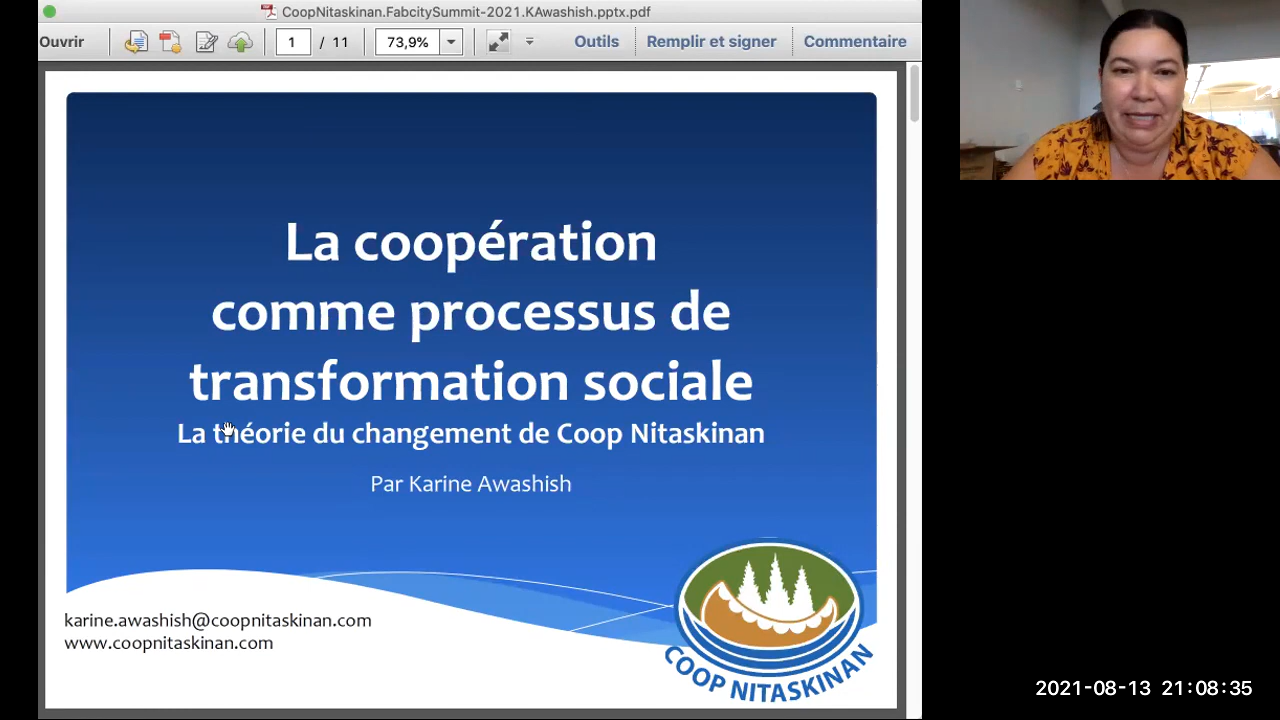 CoopNitaskinan.FabcitySummit-2021.KAwashish.pptx.pdf
Ouvrir 1 / 11 73,9% Outils Remplir et signer Commentaire
La coopération
comme processus de
transformation sociale
La théorie du changement de Coop Nitaskinan
Par Karine Awashish
karine.awashish@coopnitaskinan.com
www.coopnitaskinan.com
COOP NITASKINAN
2021-08-13 21:08:35